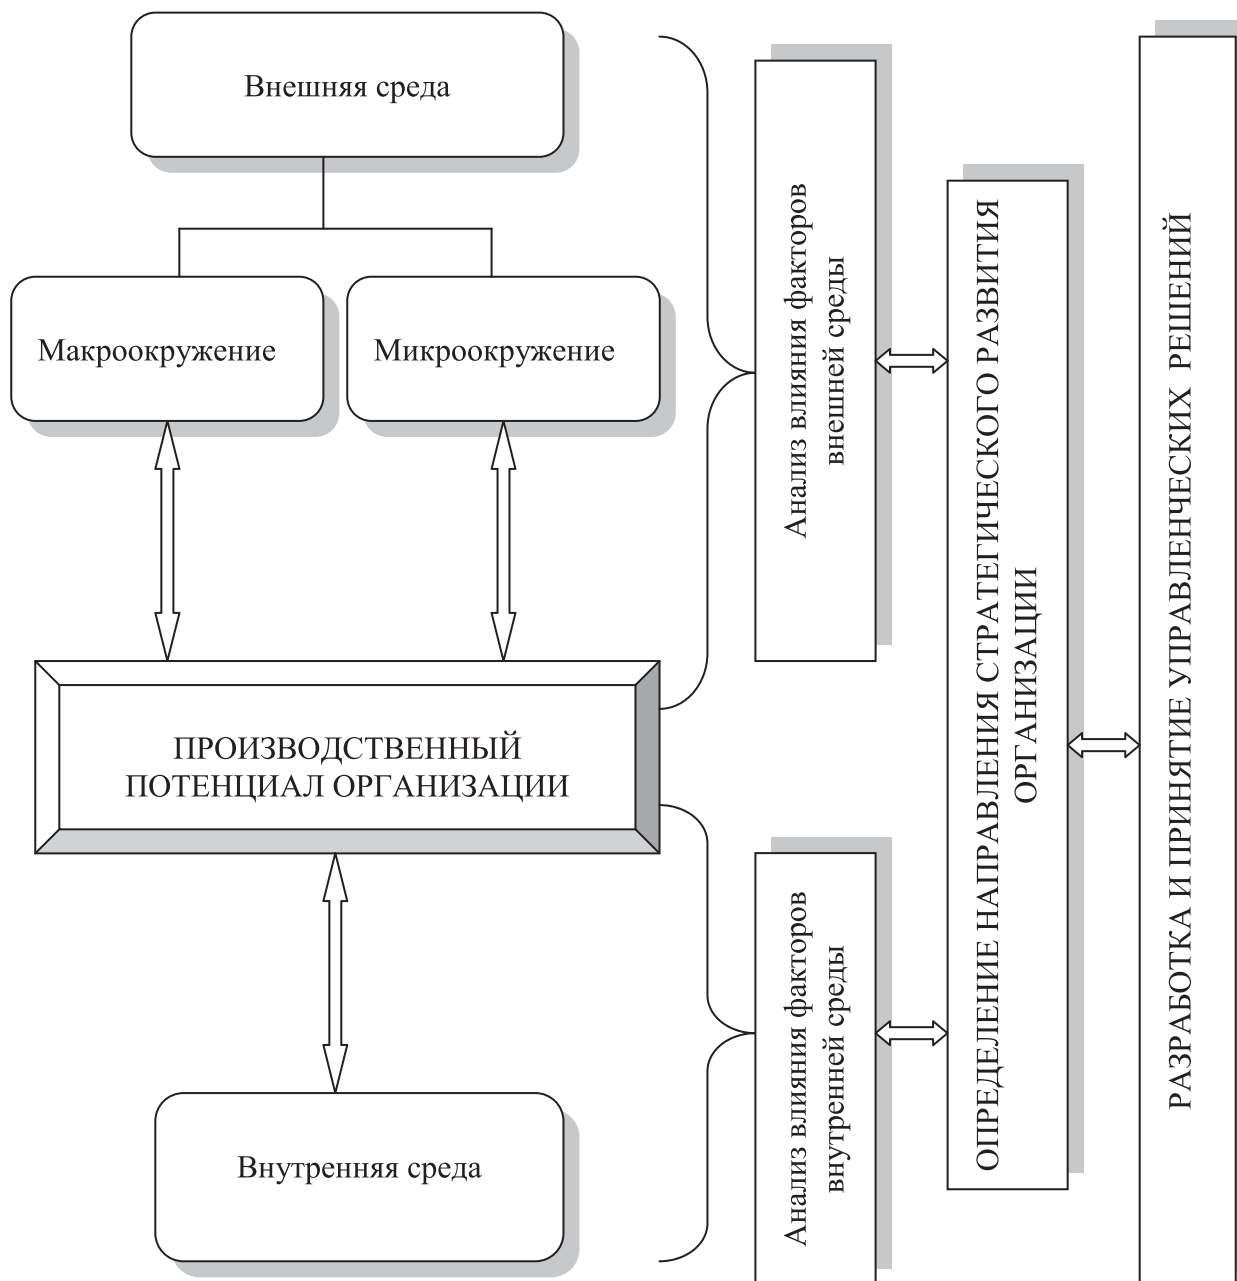 Внешняя среда
Макроокружение
Микроокружение
ПРОИЗВОДСТВЕННЫЙ
ПОТЕНЦИАЛ ОРГАНИЗАЦИИ
Внутренняя среда
Анализ влияния факторов
внешней среды
Анализ влияния факторов
внутренней среды
ОПРЕДЕЛЕНИЕ НАПРАВЛЕНИЯ СТРАТЕГИЧЕСКОГО РАЗВИТИЯ
ОРГАНИЗАЦИИ
РАЗРАБОТКА И ПРИНЯТИЕ УПРАВЛЕНЧЕСКИХ РЕШЕНИЙ